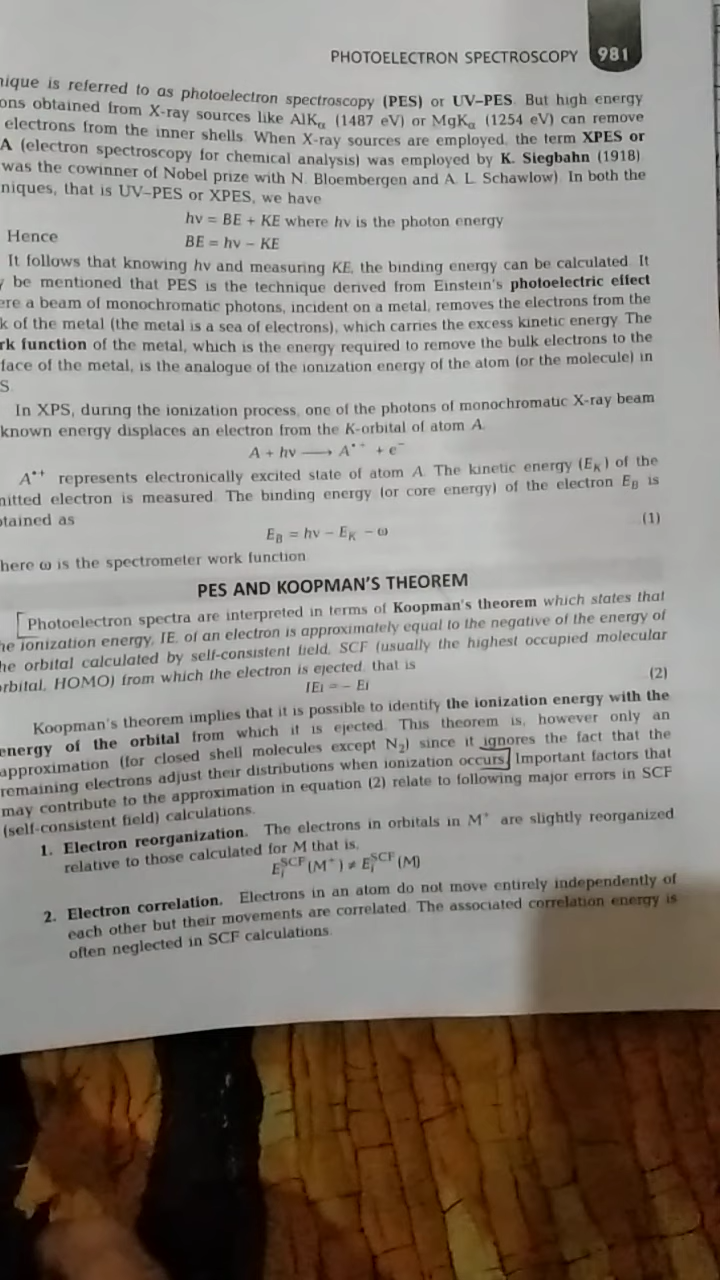 PHOTOELECTRON SPECTROSCOPY 981
nique is referred to as photoelectron spectroscopy (PES) or UV–PES. But high energy
ons obtained from X-ray sources like AlKα (1487 eV) or MgKα (1254 eV) can remove
electrons from the inner shells. When X-ray sources are employed, the term XPES or
A (electron spectroscopy for chemical analysis) was employed by K. Siegbahn (1918)
was the cowinner of Nobel prize with N. Bloembergen and A. L. Schawlow). In both the
niques, that is UV–PES or XPES, we have
hν = BE + KE where hν is the photon energy
Hence BE = hν – KE
It follows that knowing hν and measuring KE, the binding energy can be calculated. It
y be mentioned that PES is the technique derived from Einstein's photoelectric effect
ere a beam of monochromatic photons, incident on a metal, removes the electrons from the
k of the metal (the metal is a sea of electrons), which carries the excess kinetic energy. The
rk function of the metal, which is the energy required to remove the bulk electrons to the
face of the metal, is the analogue of the ionization energy of the atom (or the molecule) in
S.
In XPS, during the ionization process, one of the photons of monochromatic X-ray beam
known energy displaces an electron from the K-orbital of atom A.
A + hν ⟶ A*⁺ + e⁻
A*⁺ represents electronically excited state of atom A. The kinetic energy (E_K) of the
nitted electron is measured. The binding energy (or core energy) of the electron E_B is
otained as
E_B = hν – E_K – ω (1)
here ω is the spectrometer work function.
PES AND KOOPMAN'S THEOREM
Photoelectron spectra are interpreted in terms of Koopman's theorem which states that
he ionization energy, IE, of an electron is approximately equal to the negative of the energy of
he orbital calculated by self-consistent field, SCF (usually the highest occupied molecular
orbital, HOMO) from which the electron is ejected, that is
IEi = – Ei (2)
Koopman's theorem implies that it is possible to identify the ionization energy with the
energy of the orbital from which it is ejected. This theorem is, however only an
approximation (for closed shell molecules except N₂) since it ignores the fact that the
remaining electrons adjust their distributions when ionization occurs. Important factors that
may contribute to the approximation in equation (2) relate to following major errors in SCF
(self-consistent field) calculations.
1. Electron reorganization. The electrons in orbitals in M⁺ are slightly reorganized
relative to those calculated for M that is,
E_i^SCF (M⁺) ≠ E_i^SCF (M)
2. Electron correlation. Electrons in an atom do not move entirely independently of
each other but their movements are correlated. The associated correlation energy is
often neglected in SCF calculations.